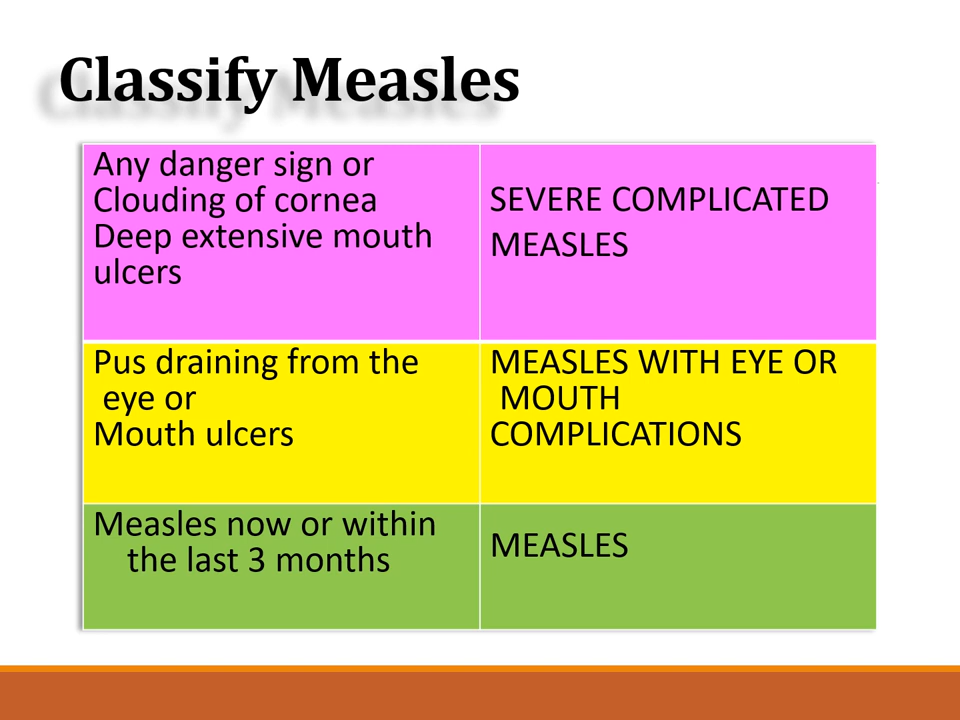 Classify Measles
Any danger sign or
Clouding of cornea
Deep extensive mouth
ulcers
SEVERE COMPLICATED
MEASLES
Pus draining from the
eye or
Mouth ulcers
MEASLES WITH EYE OR
MOUTH
COMPLICATIONS
Measles now or within
the last 3 months
MEASLES